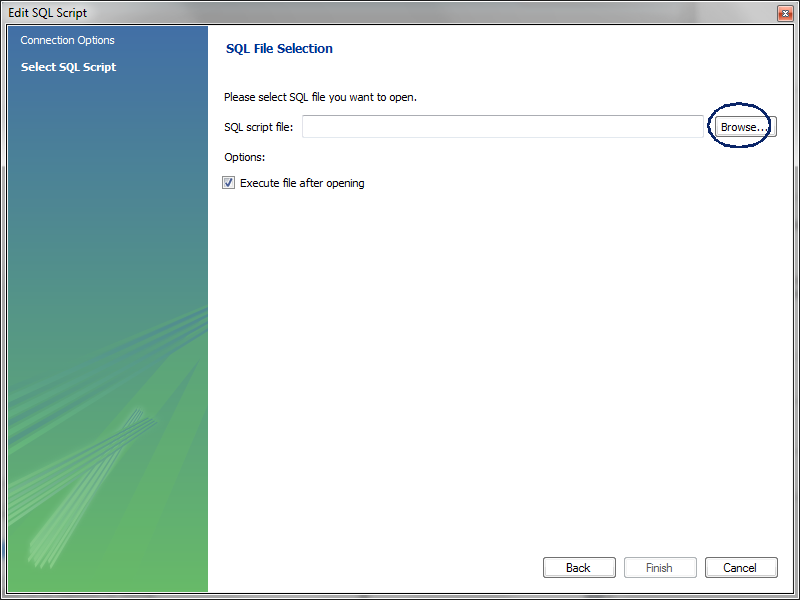 Edit SQL Script
Connection Options
Select SQL Script
SQL File Selection
Please select SQL file you want to open.
SQL script file:
Browse...
Options:
Execute file after opening
Back
Finish
Cancel